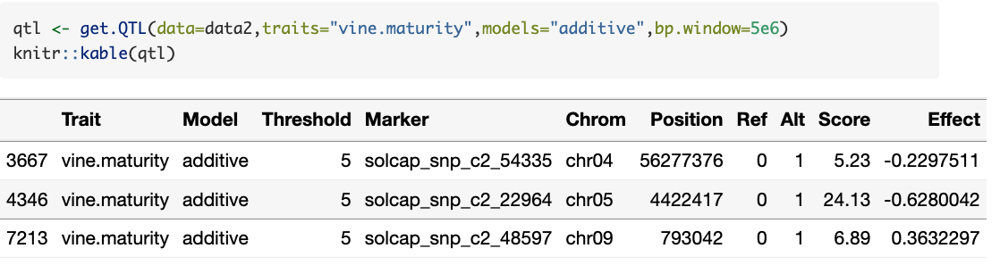 qtl <- get.QTL(data=data2,traits="vine.maturity",models="additive",bp.window=5e6)
knitr::kable(qtl)
Trait Model Threshold Marker Chrom Position Ref Alt Score Effect
3667 vine.maturity additive 5 solcap_snp_c2_54335 chr04 56277376 0 1 5.23 -0.2297511
4346 vine.maturity additive 5 solcap_snp_c2_22964 chr05 4422417 0 1 24.13 -0.6280042
7213 vine.maturity additive 5 solcap_snp_c2_48597 chr09 793042 0 1 6.89 0.3632297